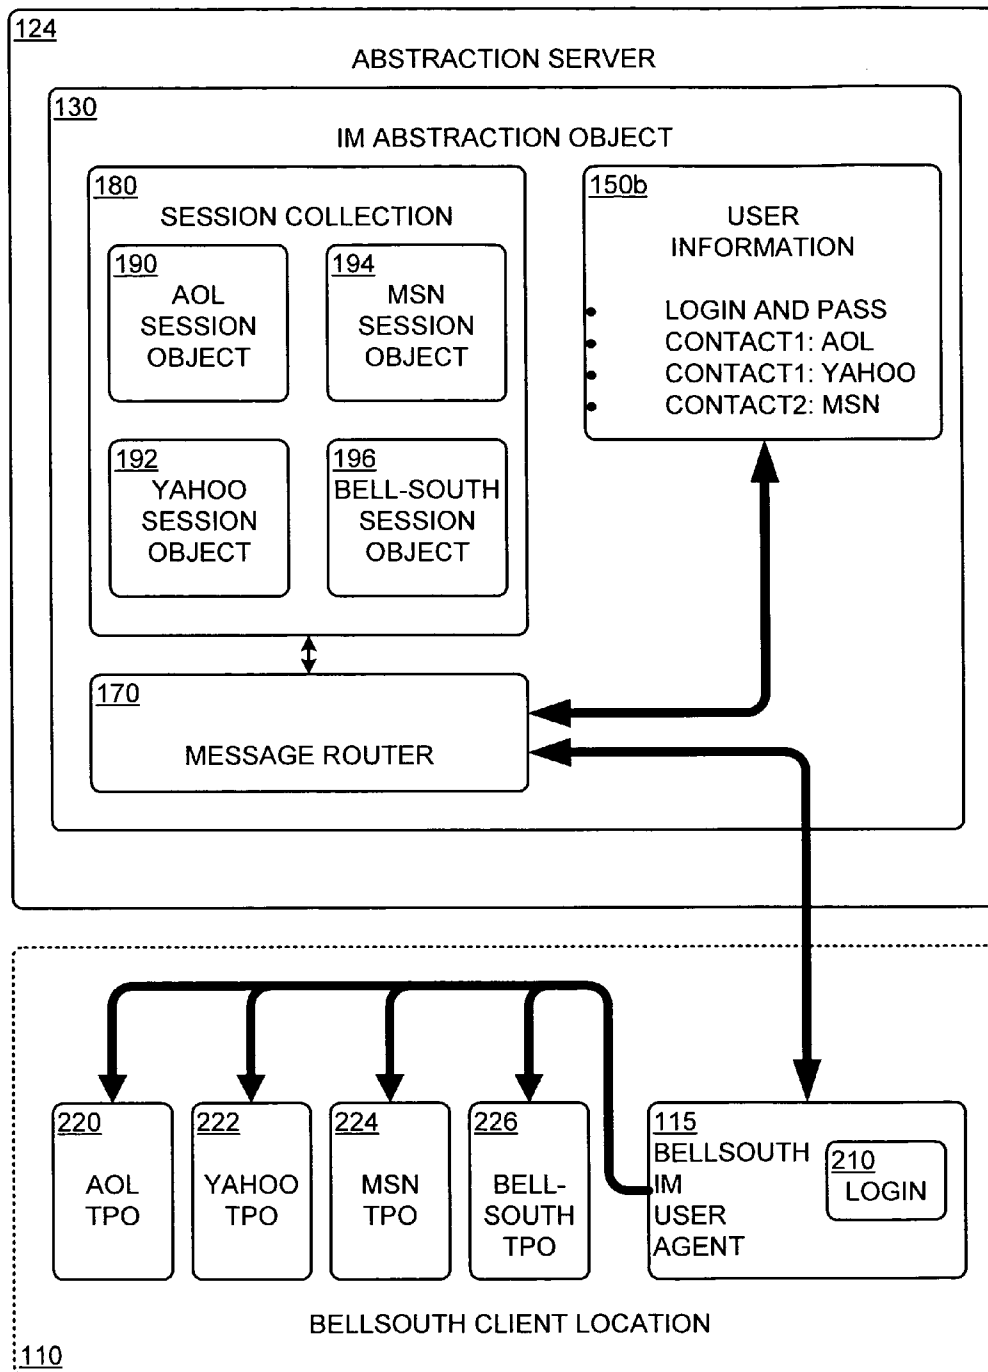 124
ABSTRACTION SERVER
130
IM ABSTRACTION OBJECT
180
SESSION COLLECTION
190
AOL
SESSION
OBJECT
194
MSN
SESSION
OBJECT
192
YAHOO
SESSION
OBJECT
196
BELL-SOUTH
SESSION
OBJECT
150b
USER
INFORMATION
• LOGIN AND PASS
• CONTACT1: AOL
• CONTACT1: YAHOO
• CONTACT2: MSN
170
MESSAGE ROUTER
220
AOL
TPO
222
YAHOO
TPO
224
MSN
TPO
226
BELL-
SOUTH
TPO
115
BELLSOUTH
IM
USER
AGENT
210
LOGIN
BELLSOUTH CLIENT LOCATION
110